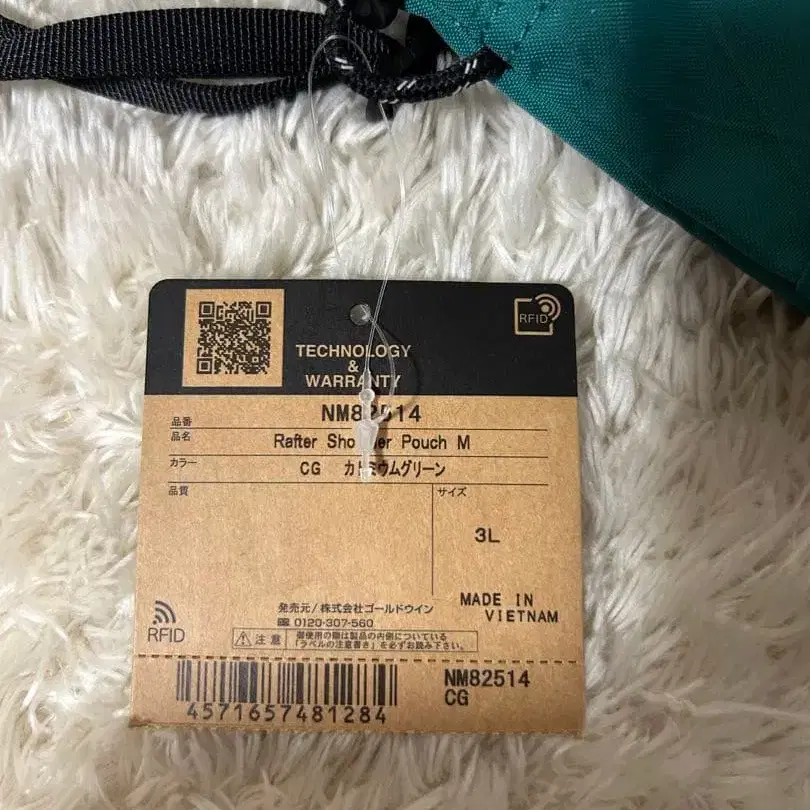 RFID
TECHNOLOGY
&
WARRANTY
品番 NM82514
品名 Rafter Shoulder Pouch M
カラー CG カドミウムグリーン
品質
サイズ
3L
MADE IN
VIETNAM
RFID
発売元/株式会社ゴールドウイン
0120-307-560
注意 御使用の際は製品の内側についている
「ラベルの注意書き」を必ずお読み下さい。
4571657481284
NM82514
CG